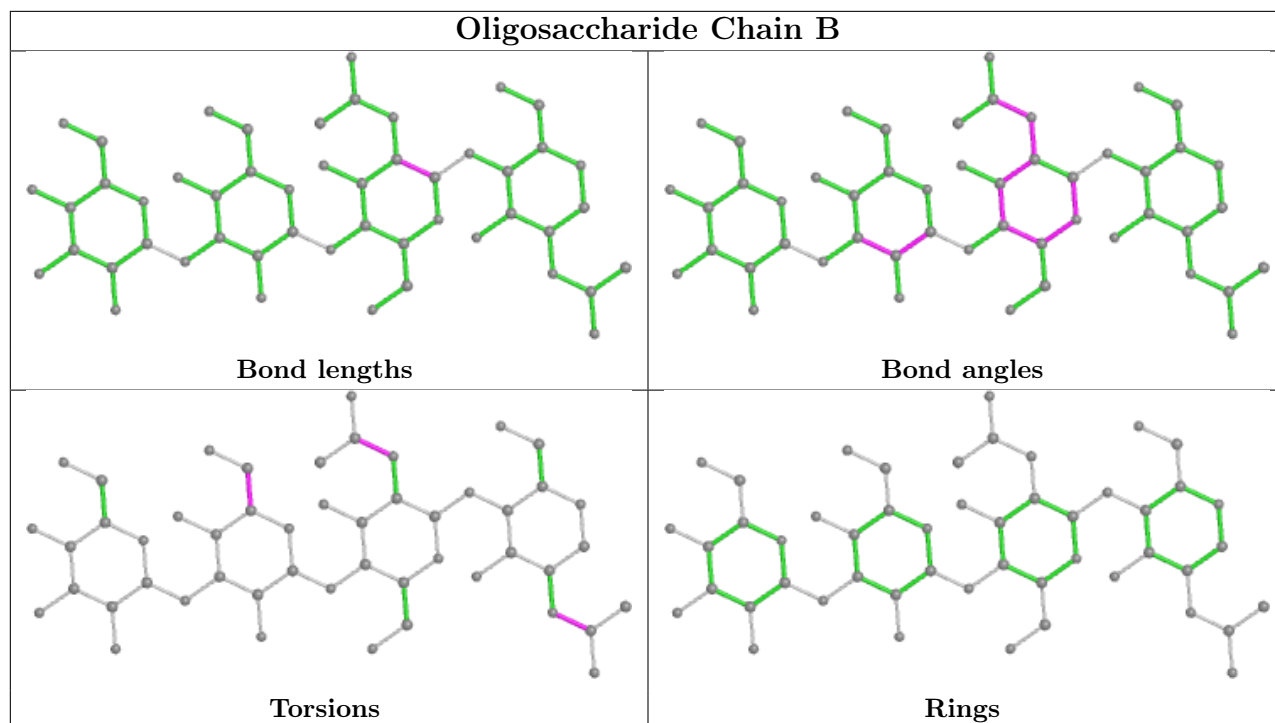 Oligosaccharide Chain B
Bond lengths
Bond angles
Torsions
Rings